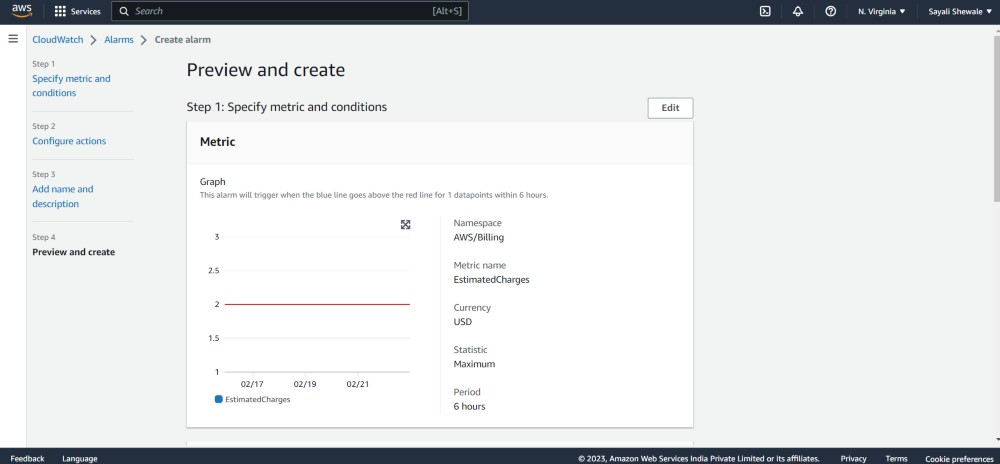 aws
Services
Search
[Alt+S]
N. Virginia
Sayali Shewale
CloudWatch
Alarms
Create alarm
Step 1
Specify metric and
conditions
Step 2
Configure actions
Step 3
Add name and
description
Step 4
Preview and create
Preview and create
Step 1: Specify metric and conditions
Edit
Metric
Graph
This alarm will trigger when the blue line goes above the red line for 1 datapoints within 6 hours.
3
2.5
2
1.5
1
02/17
02/19
02/21
EstimatedCharges
Namespace
AWS/Billing
Metric name
EstimatedCharges
Currency
USD
Statistic
Maximum
Period
6 hours
Feedback
Language
© 2023, Amazon Web Services India Private Limited or its affiliates.
Privacy
Terms
Cookie preferences